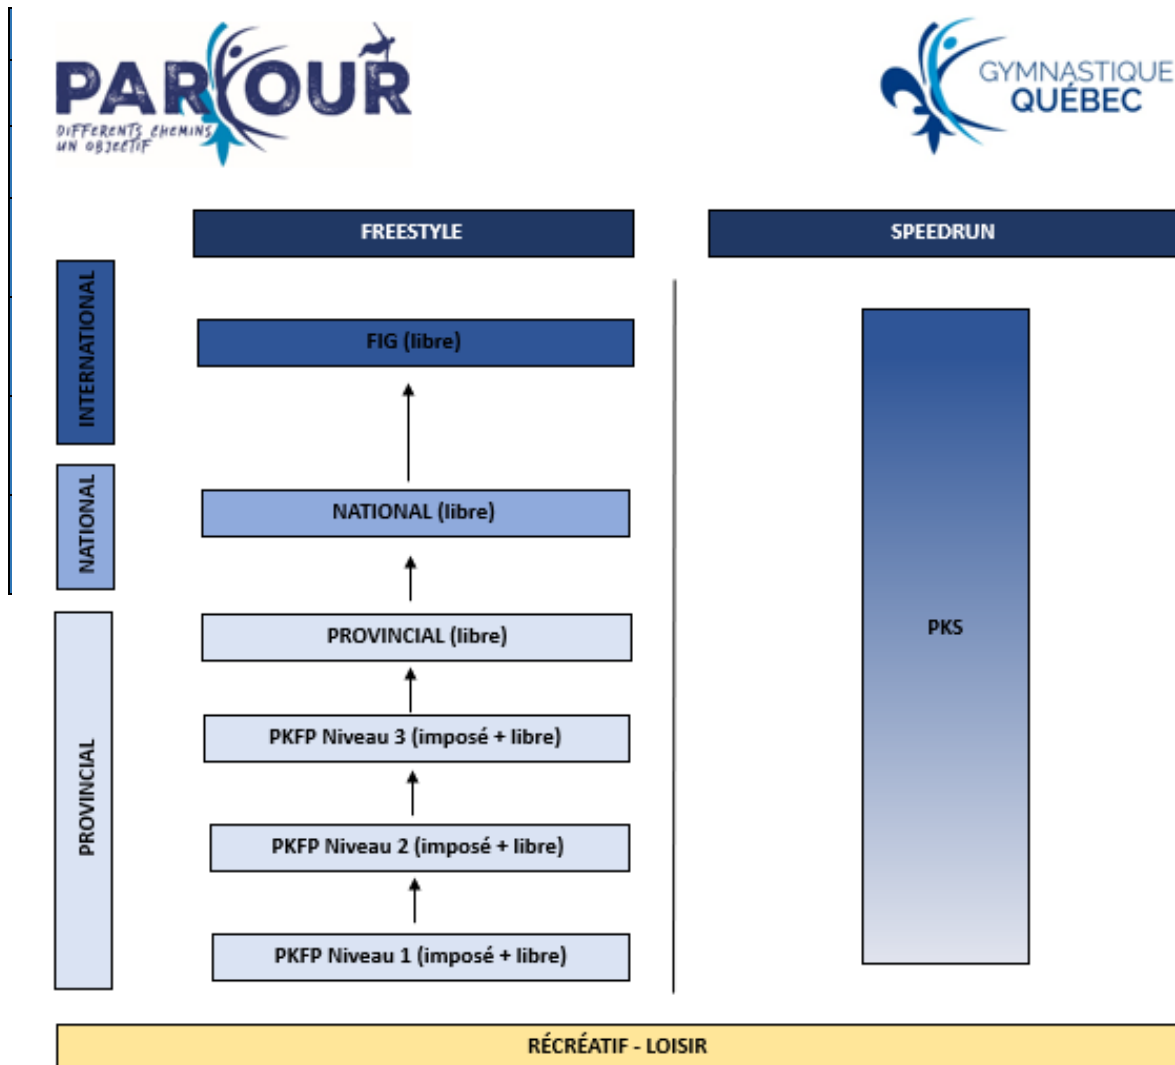 PARKOUR
DIFFERENTS CHEMINS
UN OBJECTIF
GYMNASTIQUE
QUÉBEC
FREESTYLE
SPEEDRUN
INTERNATIONAL
FIG (libre)
NATIONAL
NATIONAL (libre)
PROVINCIAL
PROVINCIAL (libre)
PKFP Niveau 3 (imposé + libre)
PKFP Niveau 2 (imposé + libre)
PKFP Niveau 1 (imposé + libre)
PKS
RÉCRÉATIF - LOISIR